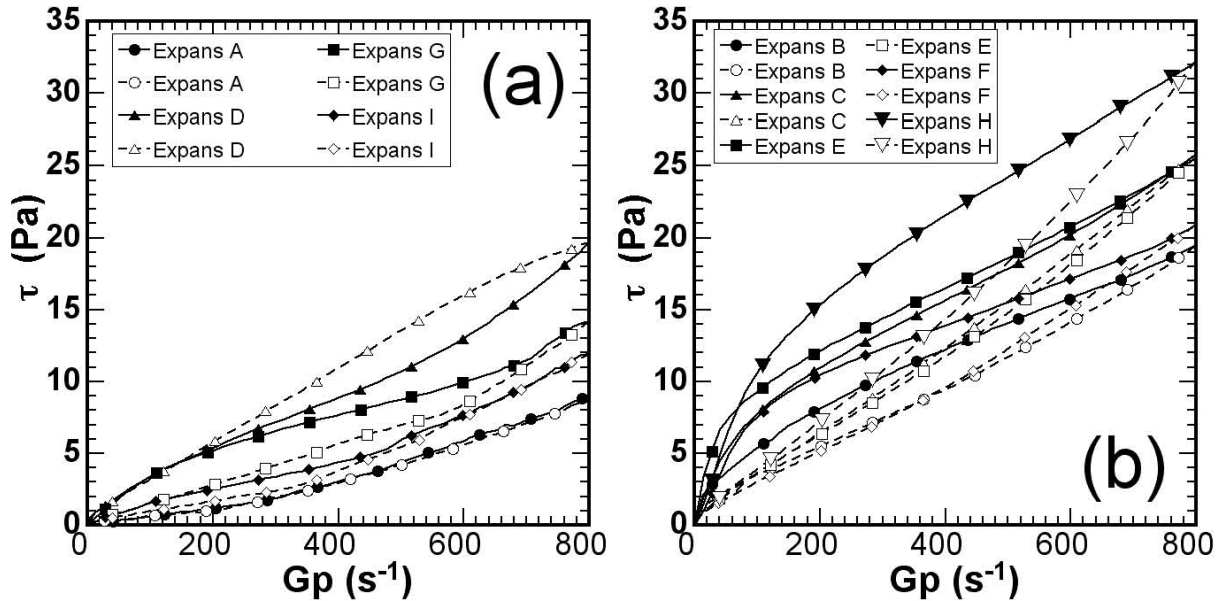 (a)
Expans A
Expans A
Expans D
Expans D
Expans G
Expans G
Expans I
Expans I
35
30
25
20
15
10
5
0
τ (Pa)
0 200 400 600 800
Gp (s⁻¹)
(b)
Expans B
Expans B
Expans C
Expans C
Expans E
Expans E
Expans F
Expans F
Expans H
Expans H
35
30
25
20
15
10
5
0
τ (Pa)
0 200 400 600 800
Gp (s⁻¹)